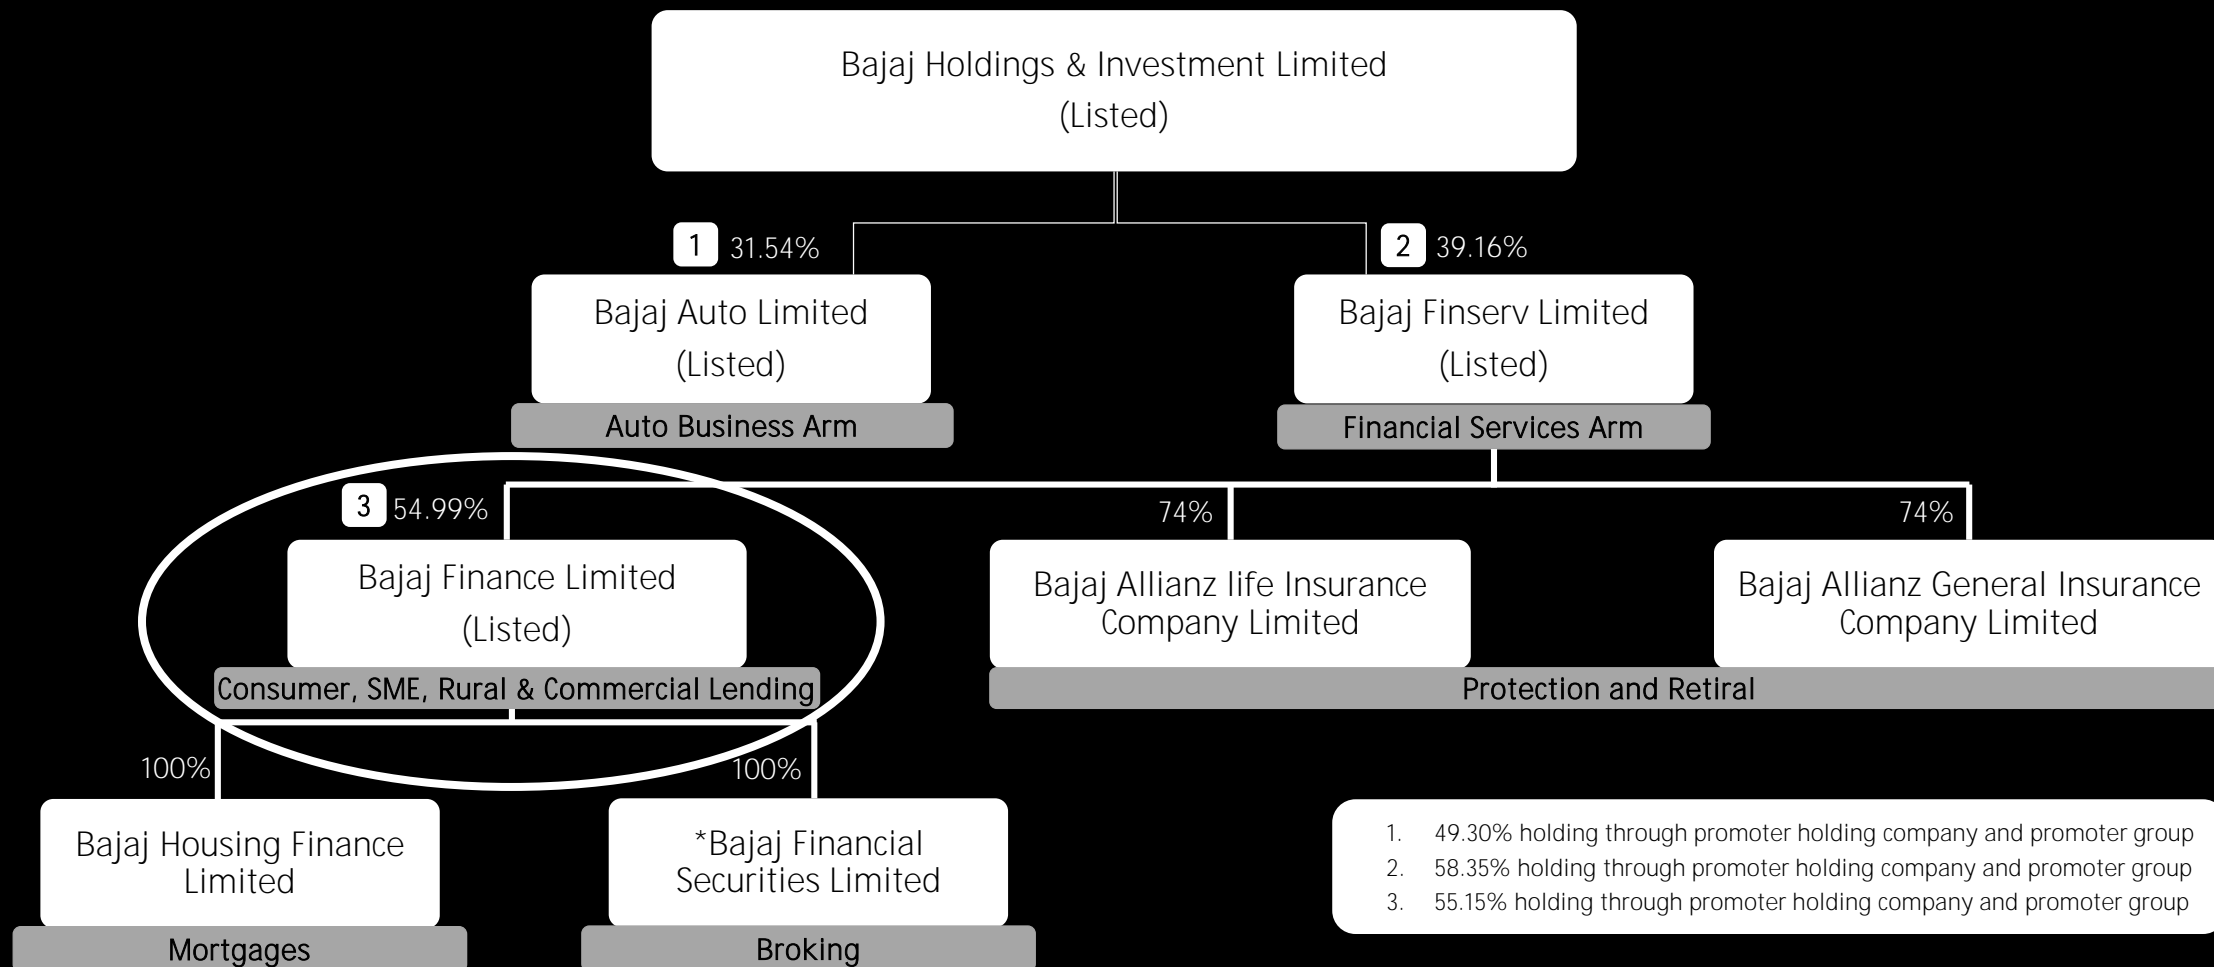 Bajaj Holdings & Investment Limited
(Listed)
1 31.54%
2 39.16%
Bajaj Auto Limited
(Listed)
Auto Business Arm
Bajaj Finserv Limited
(Listed)
Financial Services Arm
3 54.99%
74%
74%
Bajaj Finance Limited
(Listed)
Consumer, SME, Rural & Commercial Lending
Bajaj Allianz life Insurance
Company Limited
Bajaj Allianz General Insurance
Company Limited
Protection and Retiral
100%
100%
Bajaj Housing Finance
Limited
Mortgages
*Bajaj Financial
Securities Limited
Broking
1. 49.30% holding through promoter holding company and promoter group
2. 58.35% holding through promoter holding company and promoter group
3. 55.15% holding through promoter holding company and promoter group